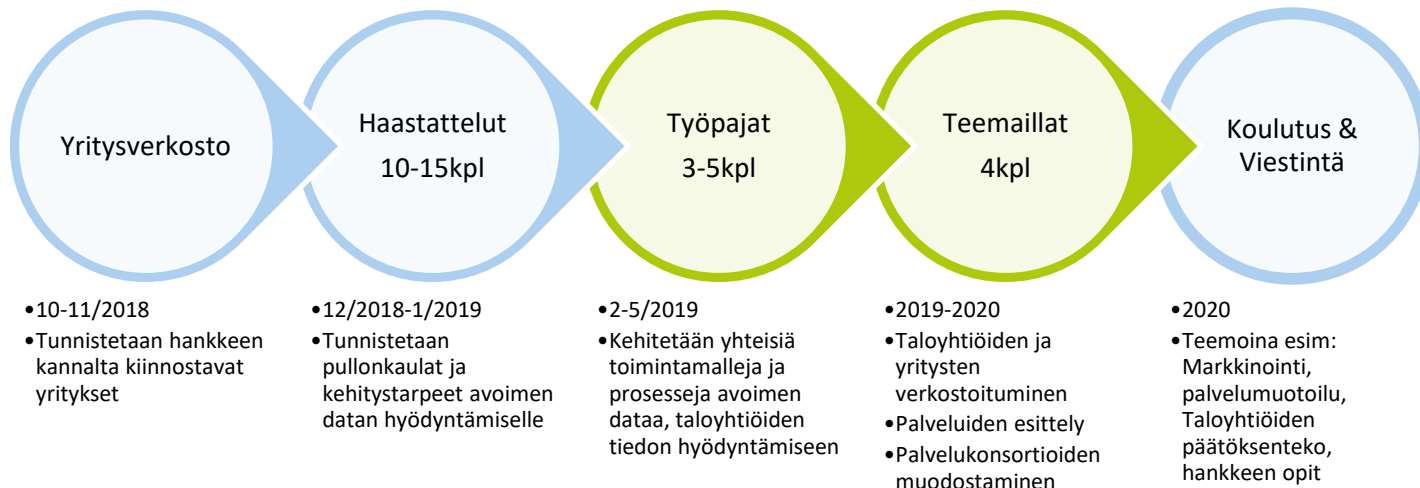 Yritysverkosto
Haastattelut
10-15kpl
Työpajat
3-5kpl
Teemaillat
4kpl
Koulutus &
Viestintä
•10-11/2018
•Tunnistetaan hankkeen
kannalta kiinnostavat
yritykset
•12/2018-1/2019
•Tunnistetaan
pullonkaulat ja
kehitystarpeet avoimen
datan hyödyntämiselle
•2-5/2019
•Kehitetään yhteisiä
toimintamalleja ja
prosesseja avoimen
dataa, taloyhtiöiden
tiedon hyödyntämiseen
•2019-2020
•Taloyhtiöiden ja
yritysten
verkostoituminen
•Palveluiden esittely
•Palvelukonsortioiden
muodostaminen
•2020
•Teemoina esim:
Markkinointi,
palvelumuotoilu,
Taloyhtiöiden
päätöksenteko,
hankkeen opit